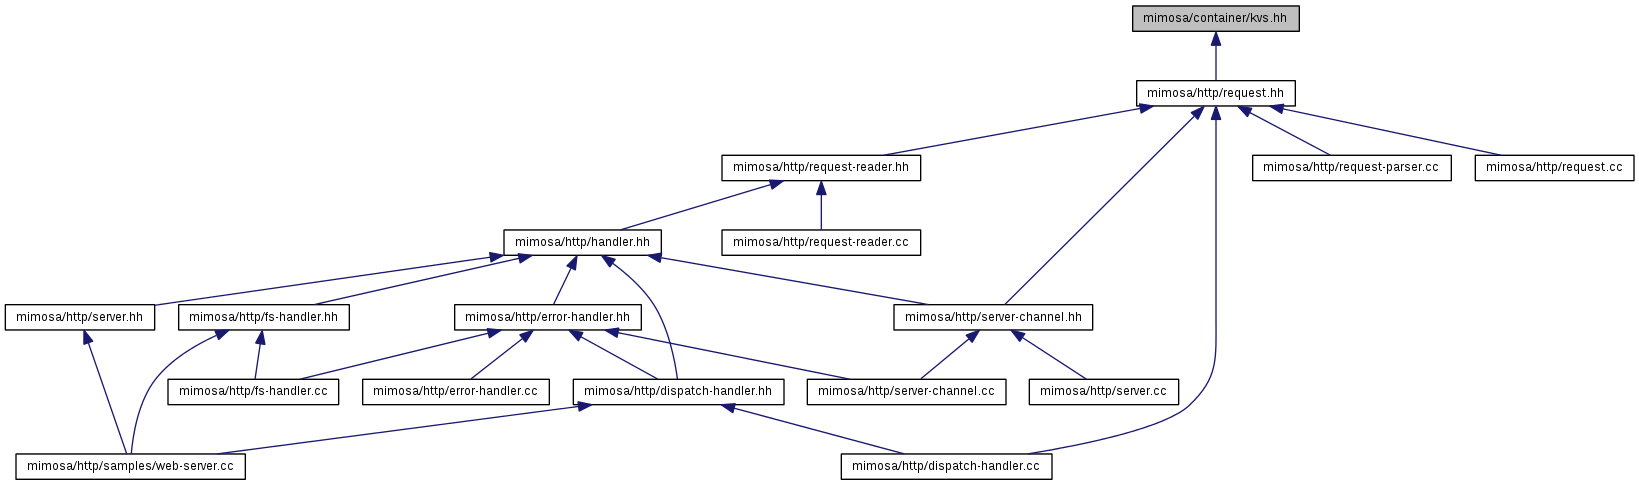 mimosa/container/kvs.hh
mimosa/http/request.hh
mimosa/http/request-reader.hh
mimosa/http/request-parser.cc
mimosa/http/request.cc
mimosa/http/handler.hh
mimosa/http/request-reader.cc
mimosa/http/server.hh
mimosa/http/fs-handler.hh
mimosa/http/error-handler.hh
mimosa/http/server-channel.hh
mimosa/http/fs-handler.cc
mimosa/http/error-handler.cc
mimosa/http/dispatch-handler.hh
mimosa/http/server-channel.cc
mimosa/http/server.cc
mimosa/http/samples/web-server.cc
mimosa/http/dispatch-handler.cc